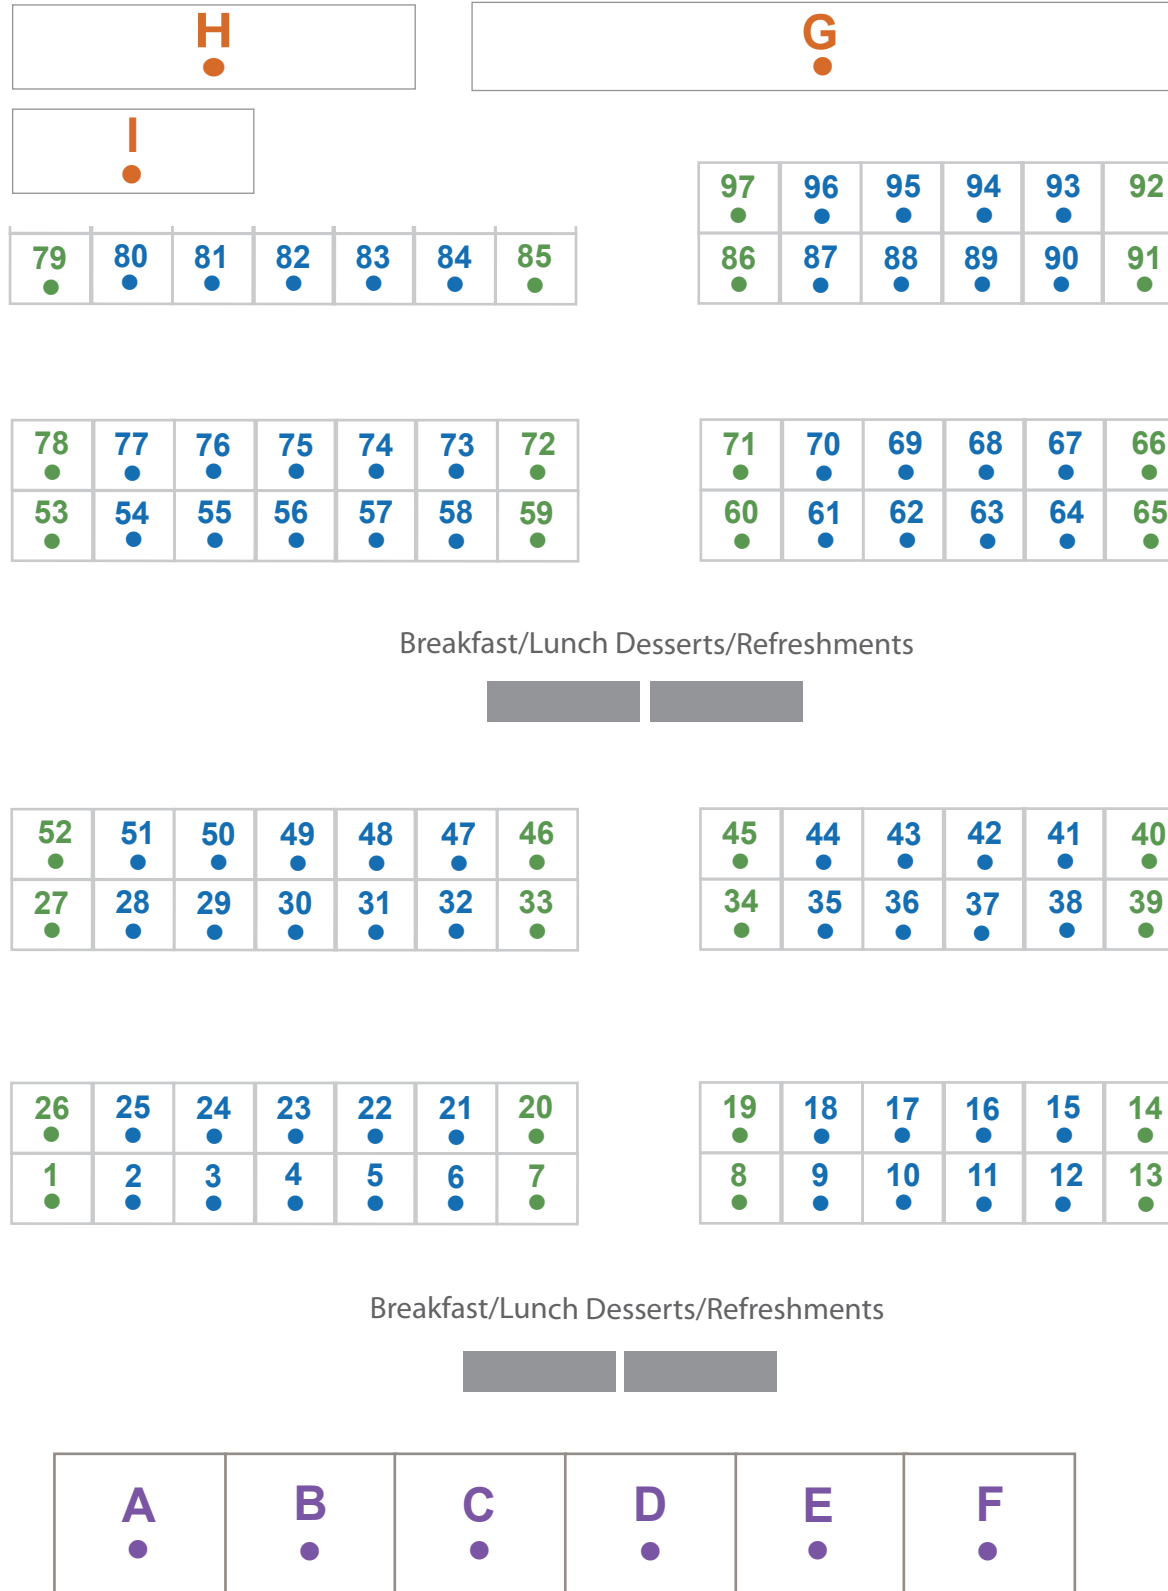 H G
I
97 96 95 94 93 92
79 80 81 82 83 84 85 86 87 88 89 90 91
78 77 76 75 74 73 72 71 70 69 68 67 66
53 54 55 56 57 58 59 60 61 62 63 64 65
Breakfast/Lunch Desserts/Refreshments
52 51 50 49 48 47 46 45 44 43 42 41 40
27 28 29 30 31 32 33 34 35 36 37 38 39
26 25 24 23 22 21 20 19 18 17 16 15 14
1 2 3 4 5 6 7 8 9 10 11 12 13
Breakfast/Lunch Desserts/Refreshments
A B C D E F